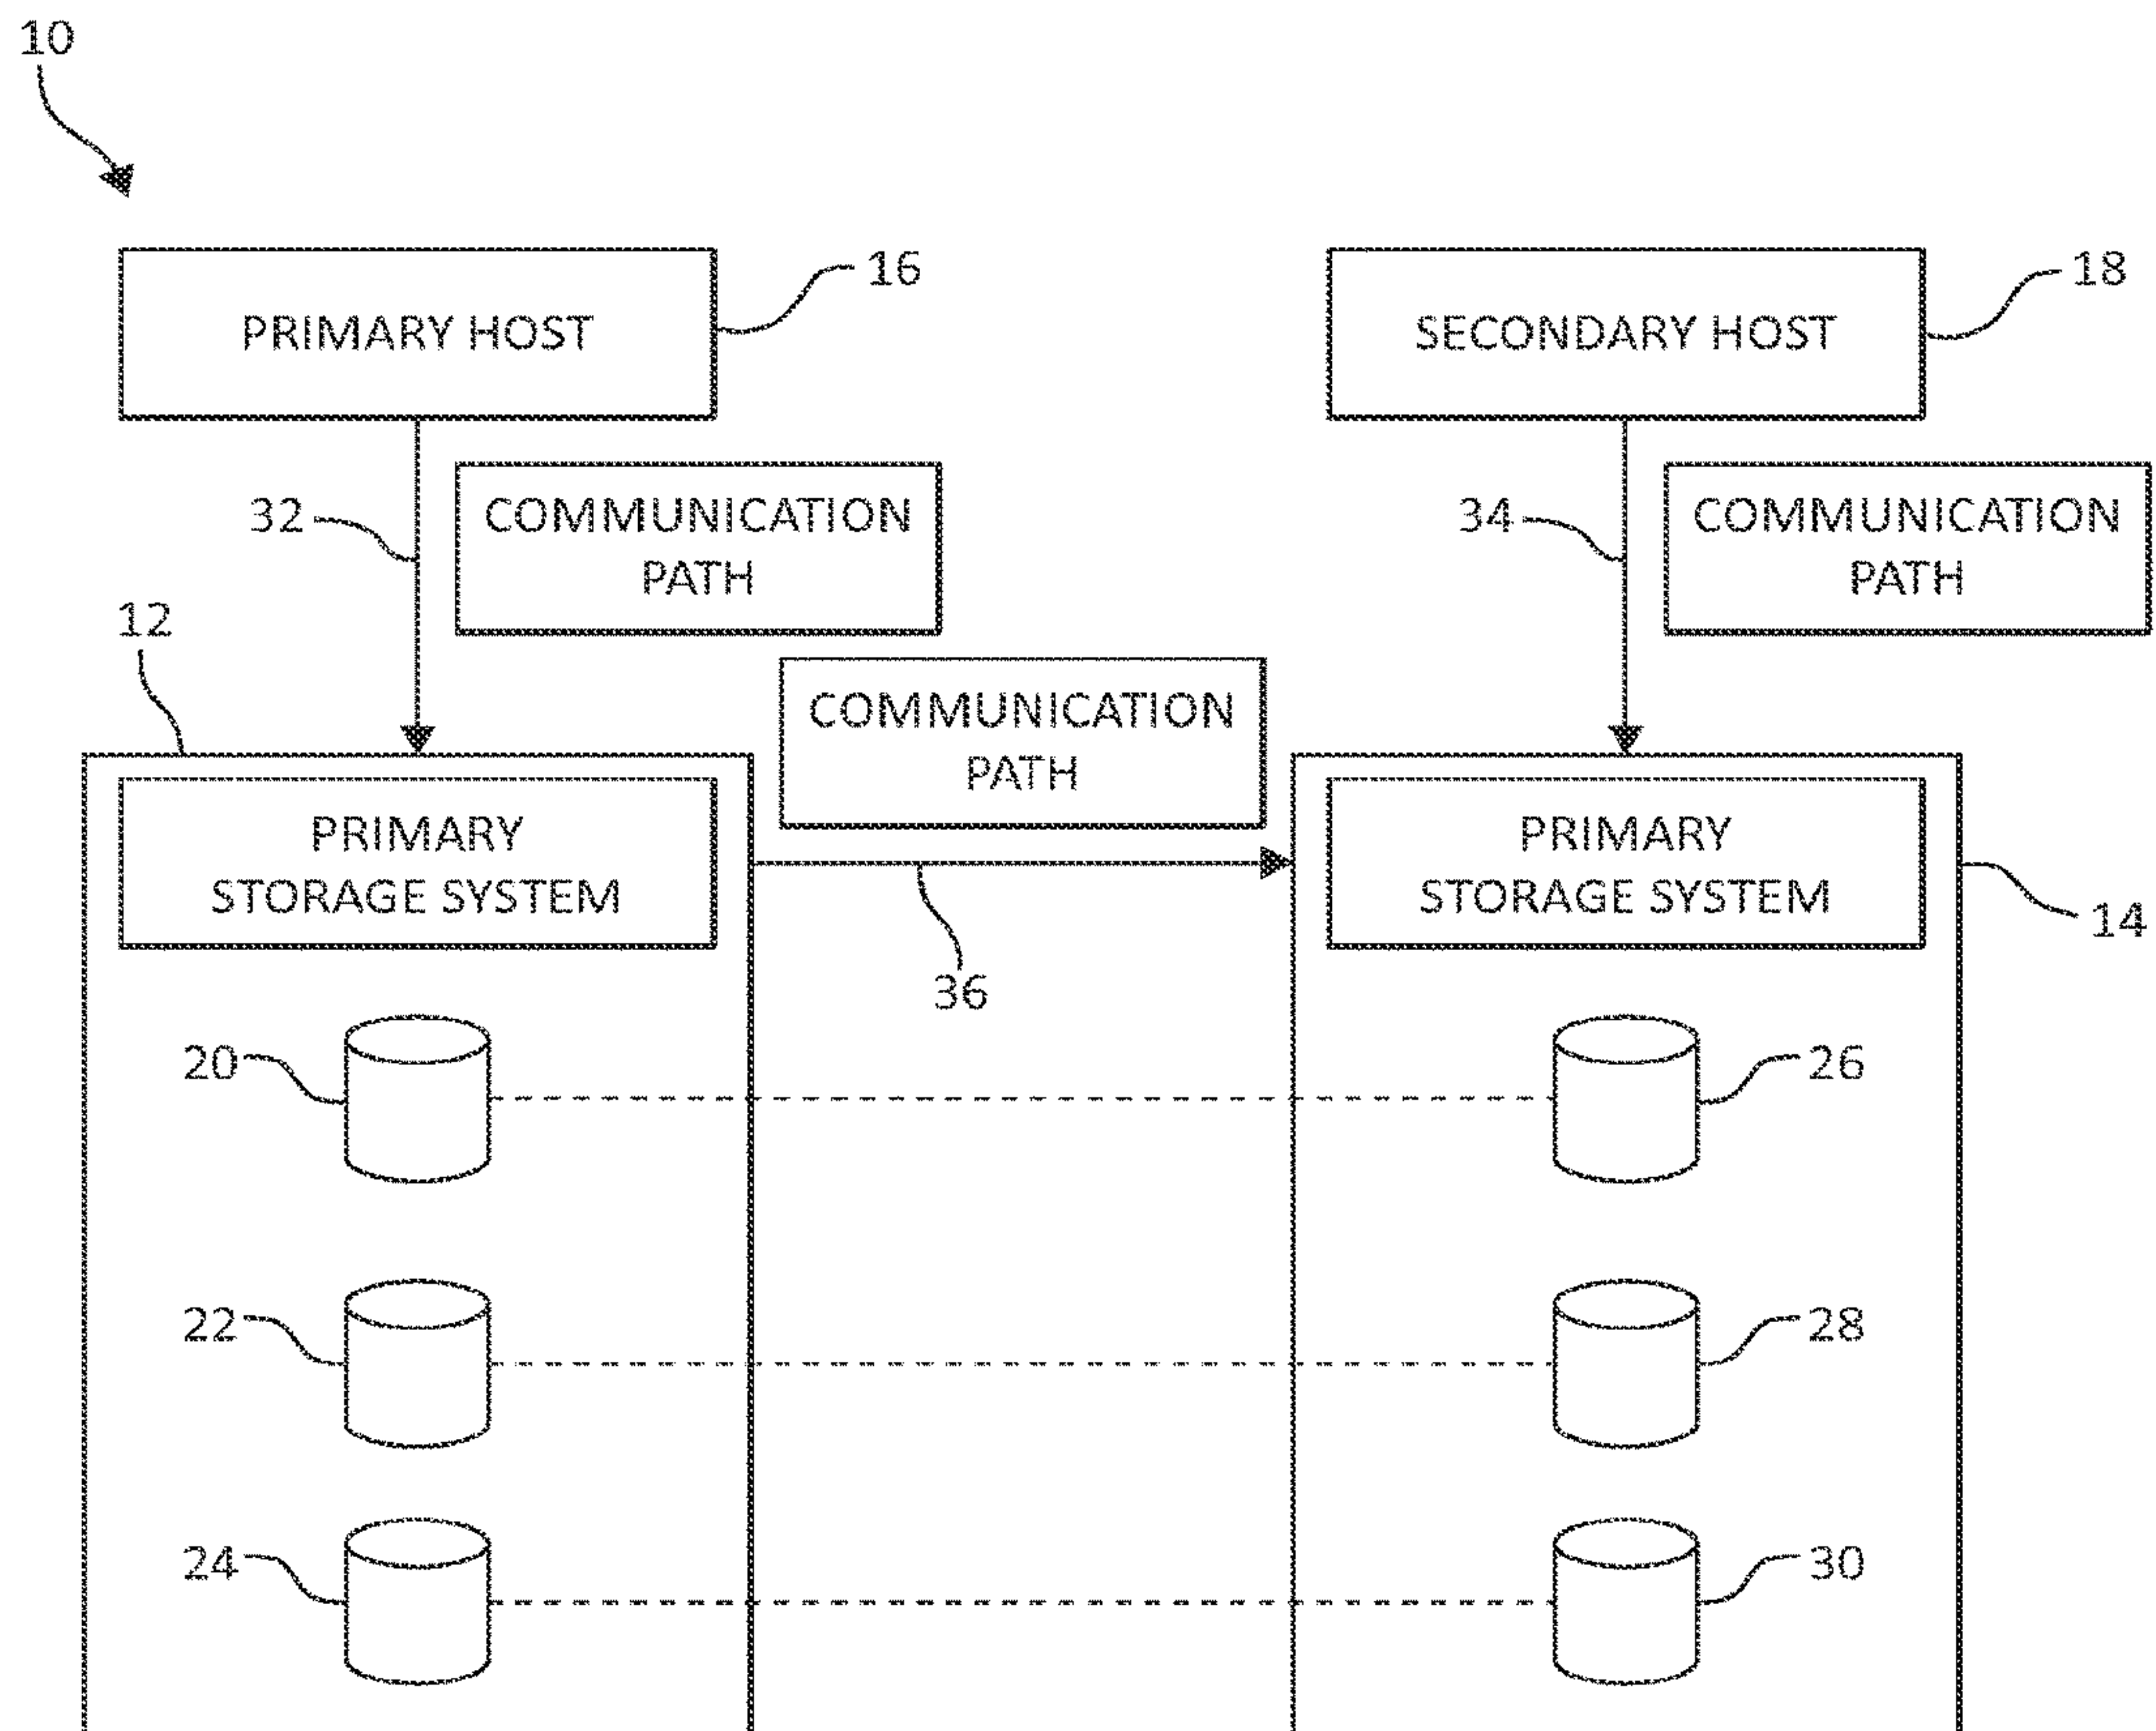 10
PRIMARY HOST
16
SECONDARY HOST
18
32
COMMUNICATION
PATH
34
COMMUNICATION
PATH
12
COMMUNICATION
PATH
PRIMARY
STORAGE SYSTEM
PRIMARY
STORAGE SYSTEM
14
36
20
26
22
28
24
30